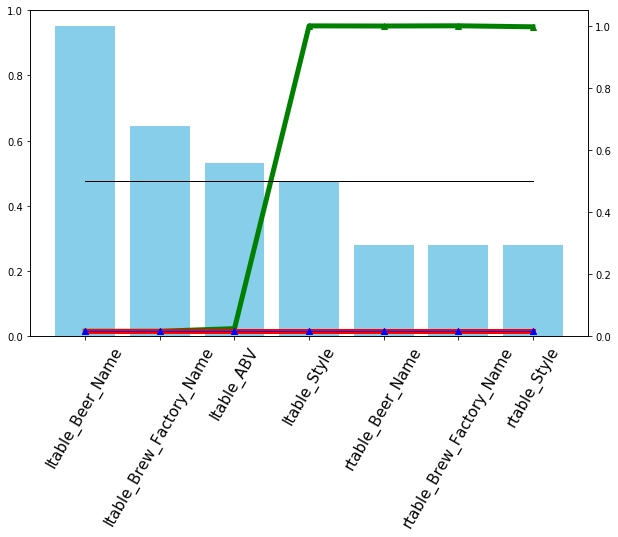 1.0
0.8
0.6
0.4
0.2
0.0
1.0
0.8
0.6
0.4
0.2
0.0
ltable_Beer_Name
ltable_Brew_Factory_Name
ltable_ABV
ltable_Style
rtable_Beer_Name
rtable_Brew_Factory_Name
rtable_Style